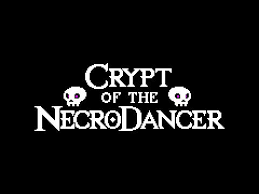 CRYPT
OF THE
NECRODANCER